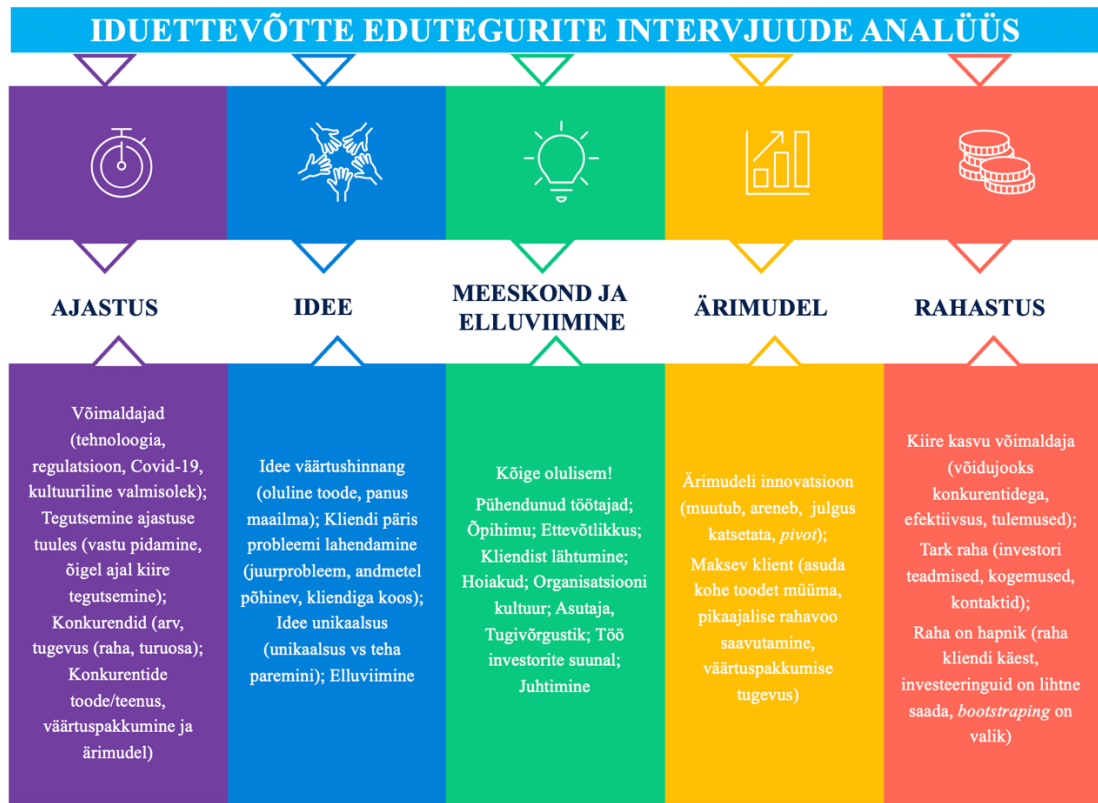 IDUETTEVÕTTE EDUTEGURITE INTERVJUUDE ANALÜÜS
AJASTUS
IDEE
MEESKOND JA
ELLUVIIMINE
ÄRIMUDEL
RAHASTUS
Võimaldajad
(tehnoloogia,
regulatsioon, Covid-19,
kultuuriline valmisolek);
Tegutsemine ajastuse
tuules (vastu pidamine,
õigel ajal kiire
tegutsemine);
Konkurendid (arv,
tugevus (raha, turuosa);
Konkurentide
toode/teenus,
väärtuspakkumine ja
ärimudel)
Idee väärtushinnang
(oluline toode, panus
maailma); Kliendi päris
probleemi lahendamine
(juurprobleem, andmetel
põhinev, kliendiga koos);
Idee unikaalsus
(unikaalsus vs teha
paremini); Elluviimine
Kõige olulisem!
Pühendunud töötajad;
Õpihimu; Ettevõtlikkus;
Kliendist lähtumine;
Hoiakud; Organisatsiooni
kultuur; Asutaja,
Tugivõrgustik; Töö
investorite suunal;
Juhtimine
Ärimudeli innovatsioon
(muutub, areneb, julgus
katsetata, pivot);
Maksev klient (asuda
kohe toodet müüma,
pikaajalise rahavoo
saavutamine,
väärtuspakkumise
tugevus)
Kiire kasvu võimaldaja
(võidujooks
konkurentidega,
efektiivsus, tulemused);
Tark raha (investori
teadmised, kogemused,
kontaktid);
Raha on hapnik (raha
kliendi käest,
investeeringuid on lihtne
saada, bootstraping on
valik)